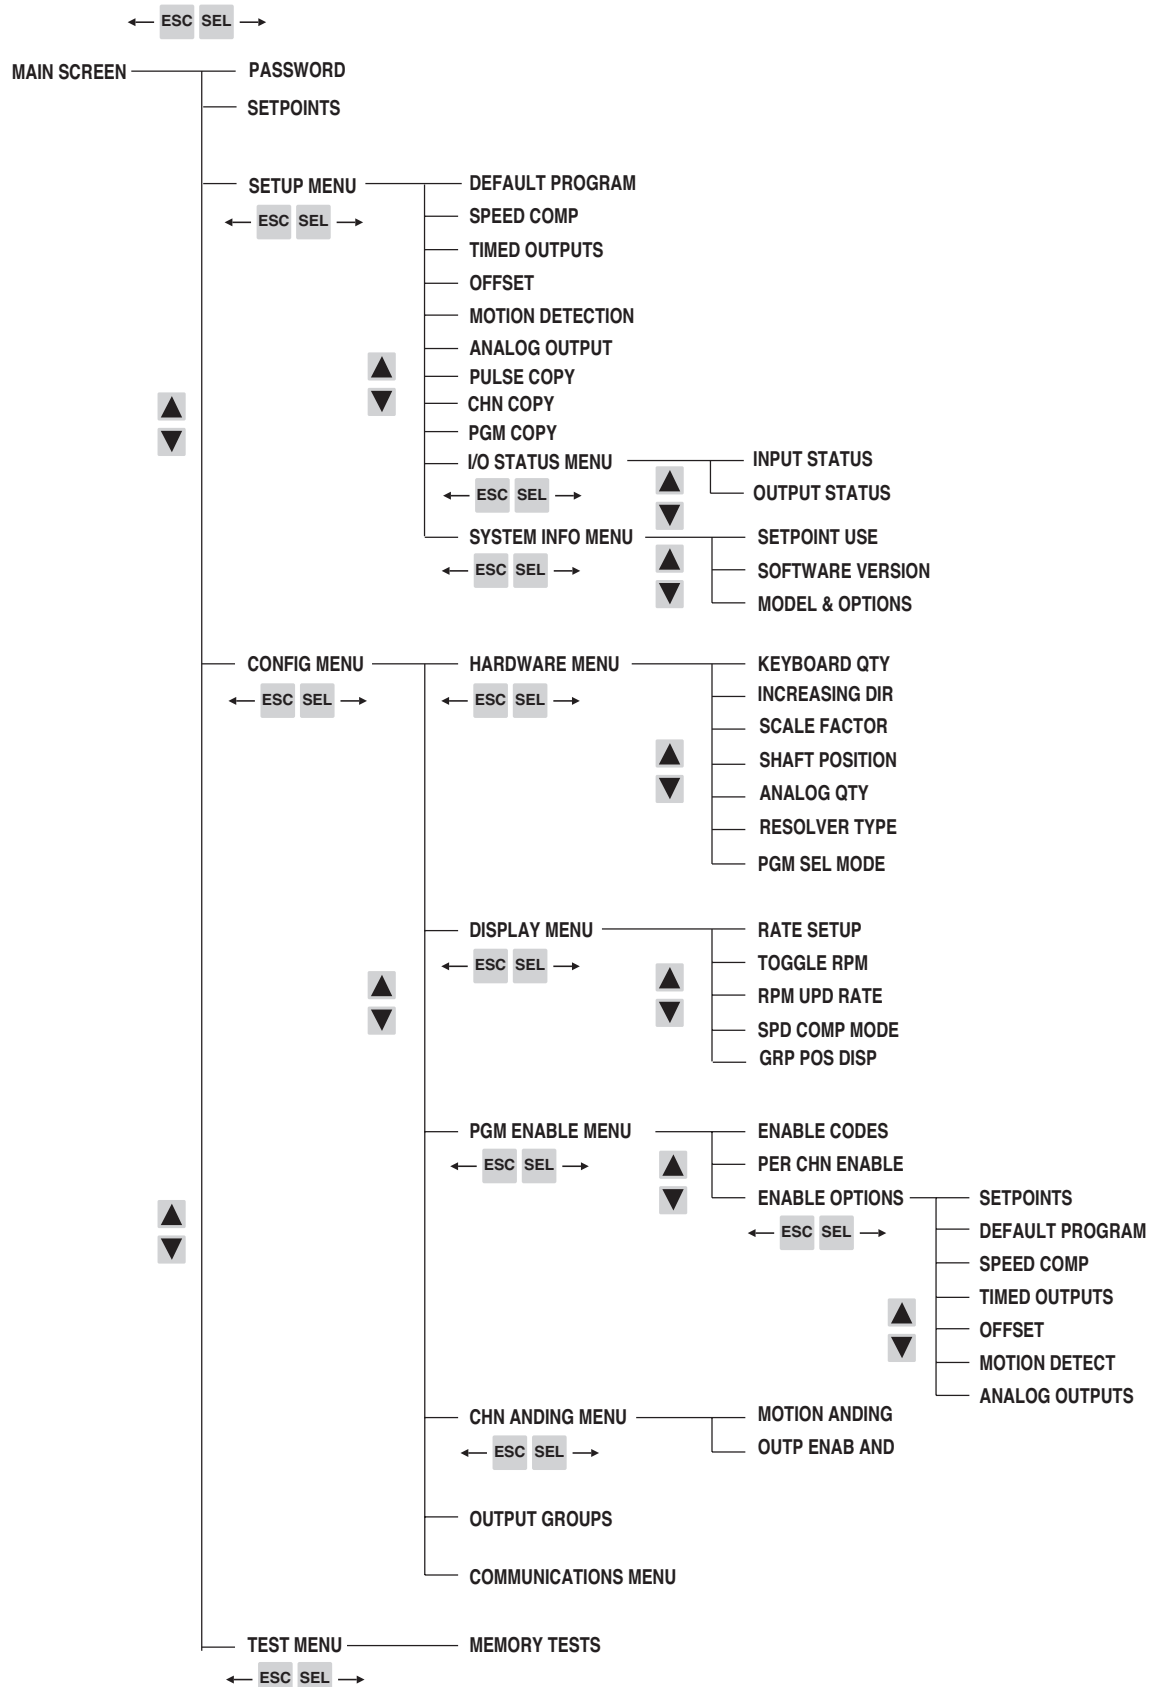 ESC SEL
MAIN SCREEN
PASSWORD
SETPOINTS
SETUP MENU
ESC SEL
DEFAULT PROGRAM
SPEED COMP
TIMED OUTPUTS
OFFSET
MOTION DETECTION
ANALOG OUTPUT
PULSE COPY
CHN COPY
PGM COPY
I/O STATUS MENU
ESC SEL
INPUT STATUS
OUTPUT STATUS
SYSTEM INFO MENU
ESC SEL
SETPOINT USE
SOFTWARE VERSION
MODEL & OPTIONS
CONFIG MENU
ESC SEL
HARDWARE MENU
ESC SEL
KEYBOARD QTY
INCREASING DIR
SCALE FACTOR
SHAFT POSITION
ANALOG QTY
RESOLVER TYPE
PGM SEL MODE
DISPLAY MENU
ESC SEL
RATE SETUP
TOGGLE RPM
RPM UPD RATE
SPD COMP MODE
GRP POS DISP
PGM ENABLE MENU
ESC SEL
ENABLE CODES
PER CHN ENABLE
ENABLE OPTIONS
ESC SEL
SETPOINTS
DEFAULT PROGRAM
SPEED COMP
TIMED OUTPUTS
OFFSET
MOTION DETECT
ANALOG OUTPUTS
CHN ANDING MENU
ESC SEL
MOTION ANDING
OUTP ENAB AND
OUTPUT GROUPS
COMMUNICATIONS MENU
TEST MENU
ESC SEL
MEMORY TESTS